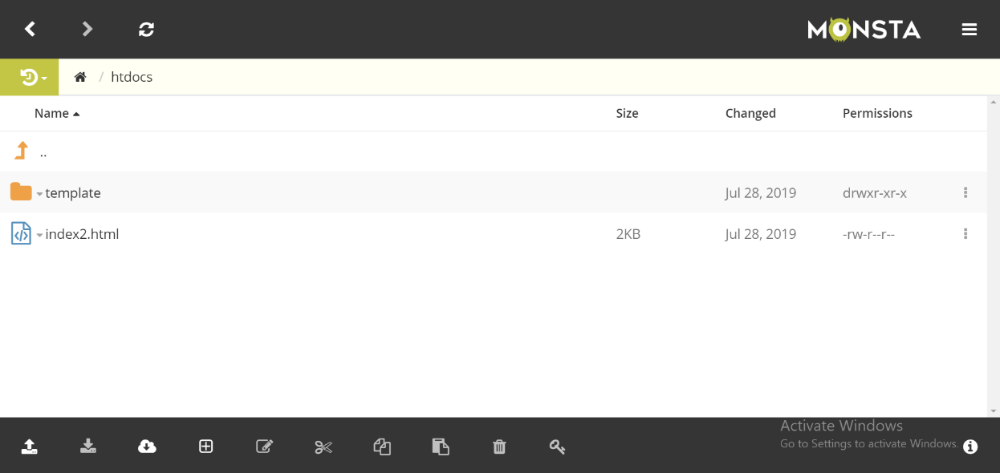 MONSTA
/ htdocs
Name Size Changed Permissions
..
template Jul 28, 2019 drwxr-xr-x
index2.html 2KB Jul 28, 2019 -rw-r--r--
Activate Windows
Go to Settings to activate Windows.